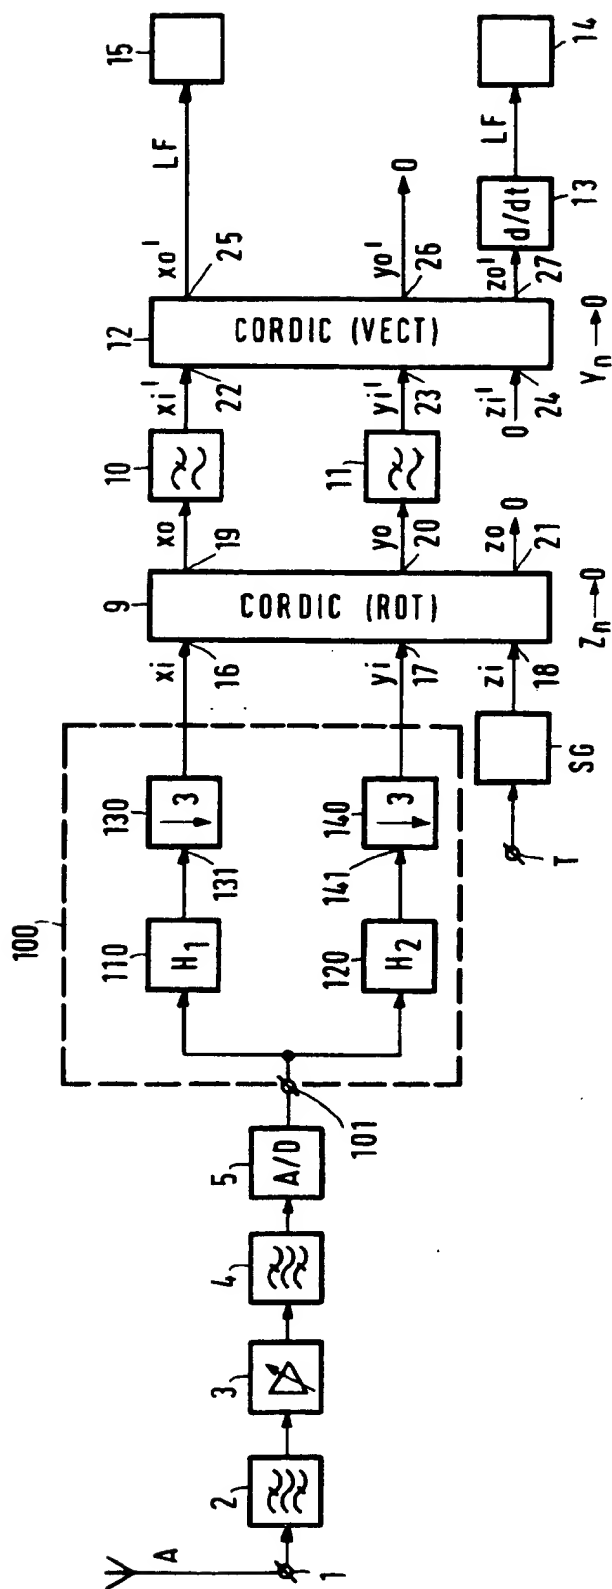 A
1
2
3
4
5
A/D
101
100
110
H1
120
H2
130
3
131
140
3
141
xi
16
yi
17
zi
18
SG
T
9
CORDIC (ROT)
xo
19
yo
20
zo
21
0
Zn→0
10
11
xi'
22
yi'
23
zi'
24
0
12
CORDIC (VECT)
xo'
25
yo'
26
0
zo'
27
Yn→0
d/dt
13
LF
15
LF
14